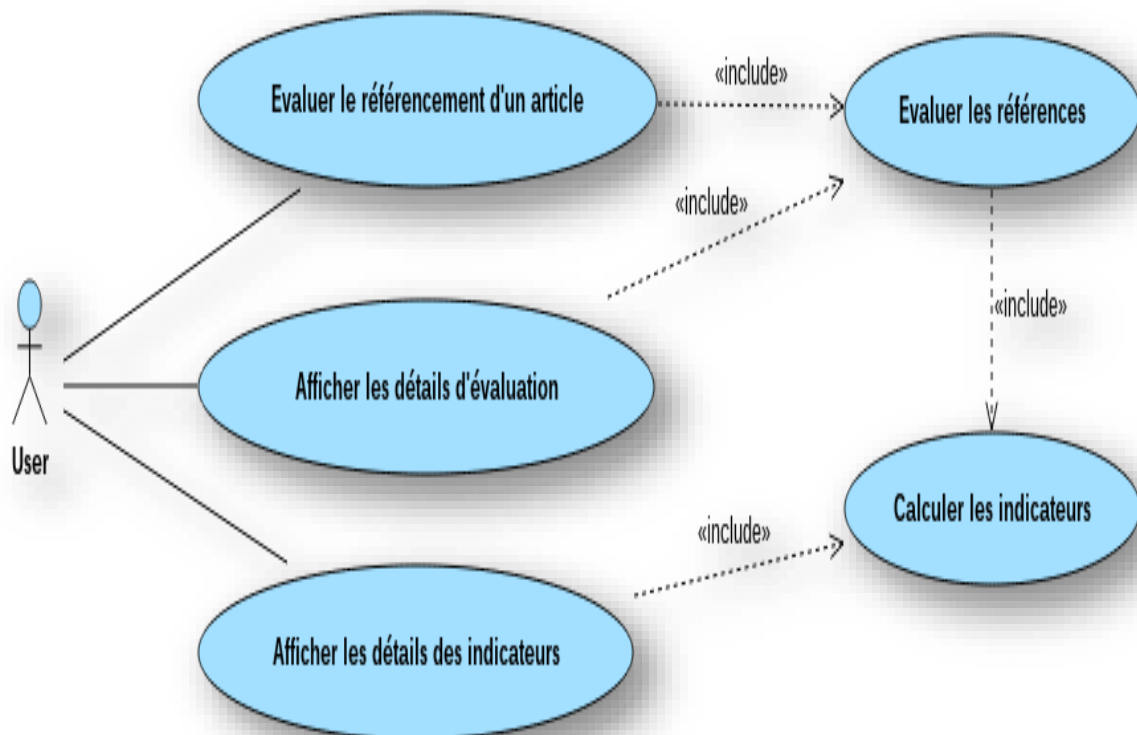 Evaluer le référencement d'un article
«include»
Evaluer les références
«include»
«include»
Afficher les détails d'évaluation
User
Calculer les indicateurs
«include»
Afficher les détails des indicateurs